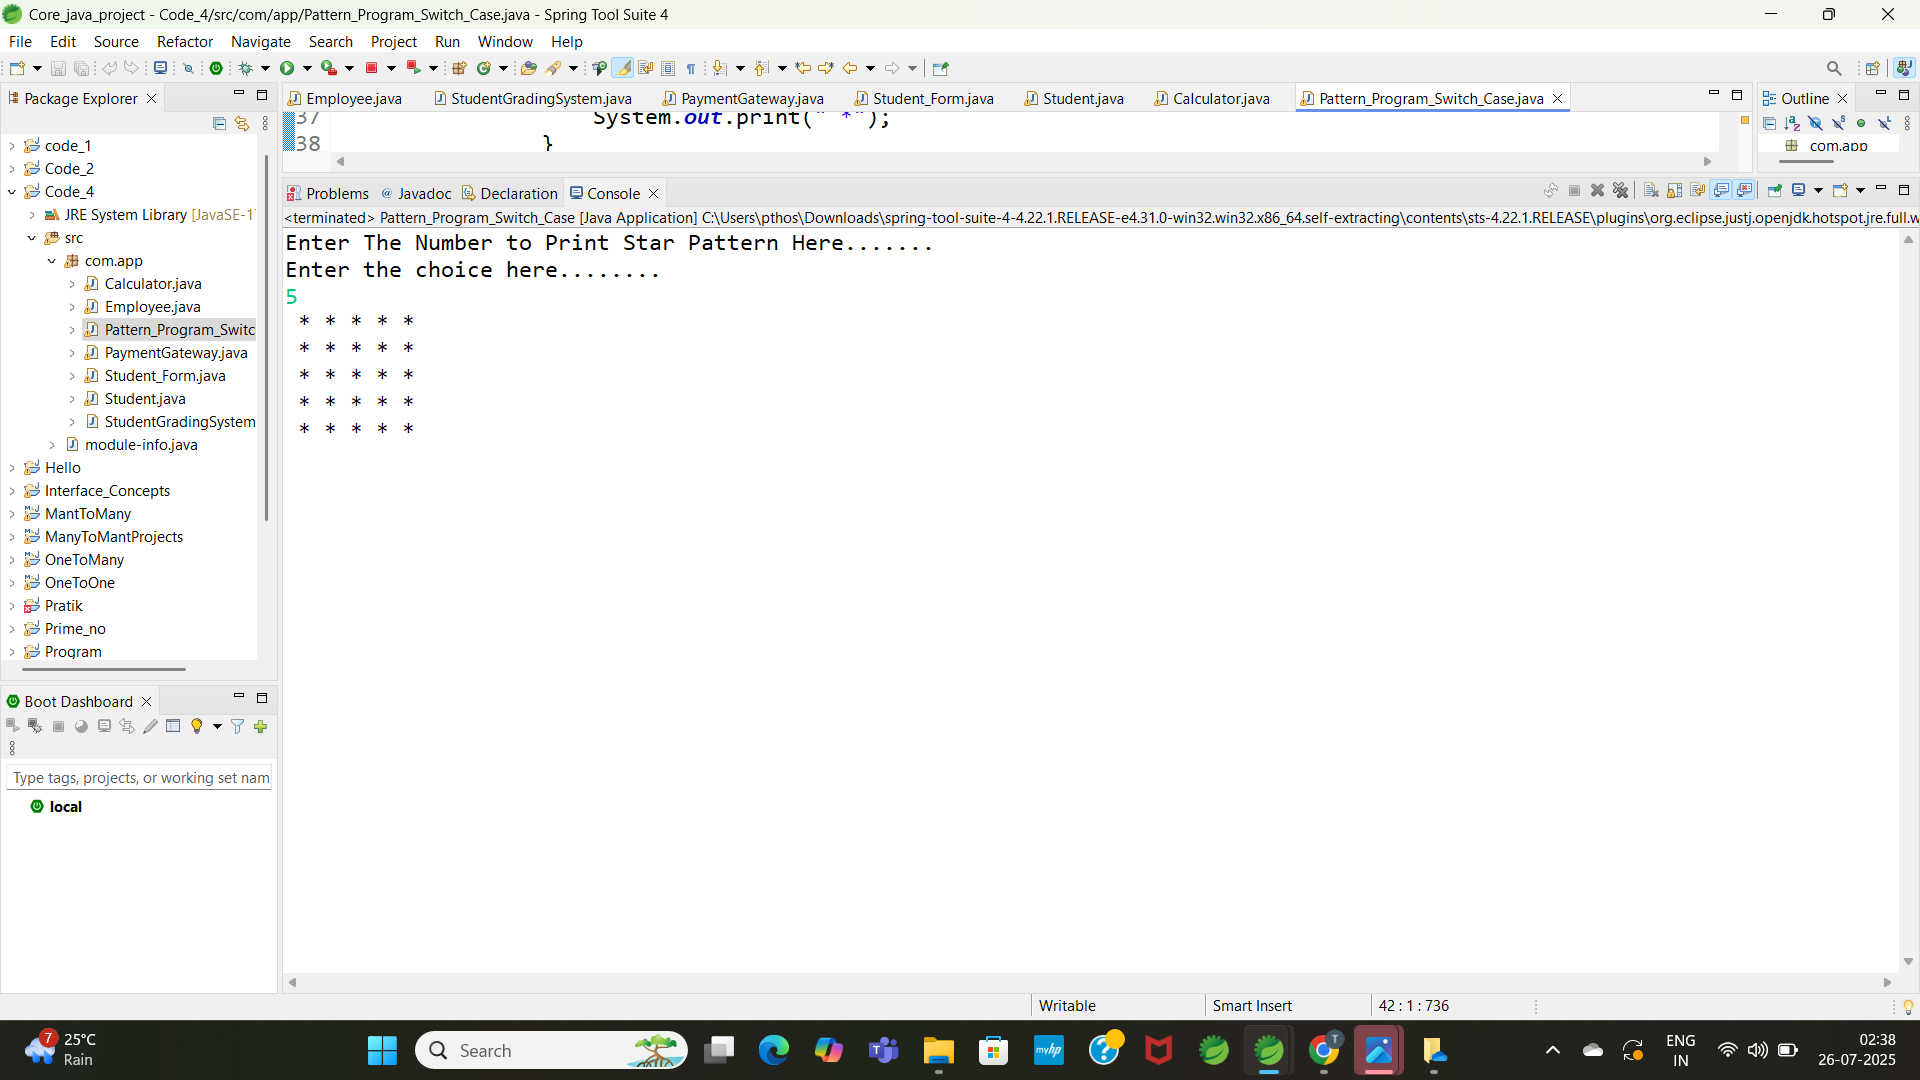 Core_java_project - Code_4/src/com/app/Pattern_Program_Switch_Case.java - Spring Tool Suite 4
File Edit Source Refactor Navigate Search Project Run Window Help
Package Explorer
code_1
Code_2
Code_4
JRE System Library [JavaSE-1
src
com.app
Calculator.java
Employee.java
Pattern_Program_Switc
PaymentGateway.java
Student_Form.java
Student.java
StudentGradingSystem
module-info.java
Hello
Interface_Concepts
MantToMany
ManyToMantProjects
OneToMany
OneToOne
Pratik
Prime_no
Program
Boot Dashboard
Type tags, projects, or working set nam
local
Employee.java StudentGradingSystem.java PaymentGateway.java Student_Form.java Student.java Calculator.java Pattern_Program_Switch_Case.java
37 System.out.print(" *");
38 }
Outline
com.app
Problems Javadoc Declaration Console
<terminated> Pattern_Program_Switch_Case [Java Application] C:\Users\pthos\Downloads\spring-tool-suite-4-4.22.1.RELEASE-e4.31.0-win32.win32.x86_64.self-extracting\contents\sts-4.22.1.RELEASE\plugins\org.eclipse.justj.openjdk.hotspot.jre.full.w
Enter The Number to Print Star Pattern Here.......
Enter the choice here........
5
* * * * *
* * * * *
* * * * *
* * * * *
* * * * *
Writable Smart Insert 42 : 1 : 736
7
25°C
Rain
Search
myhp
T
ENG
IN
02:38
26-07-2025